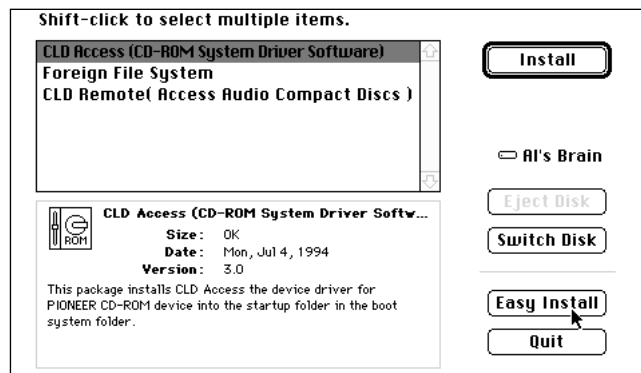 Shift-click to select multiple items.
CLD Access (CD-ROM System Driver Software)
Foreign File System
CLD Remote( Access Audio Compact Discs )
Install
Al's Brain
Eject Disk
Switch Disk
Easy Install
Quit
ROM
CLD Access (CD-ROM System Driver Softw...
Size: 0K
Date: Mon, Jul 4, 1994
Version: 3.0
This package installs CLD Access the device driver for
PIONEER CD-ROM device into the startup folder in the boot
system folder.